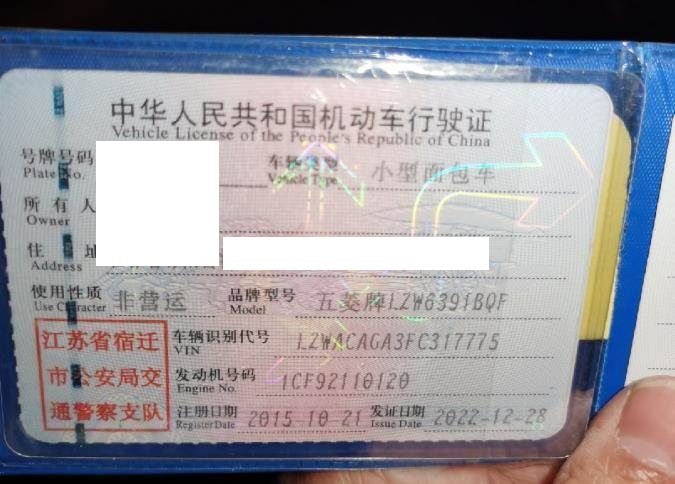 中华人民共和国机动车行驶证
Vehicle License of the People's Republic of China
号牌号码 车辆类型 小型面包车
Plate No. Vehicle Type
所有人
Owner
住址
Address
使用性质 非营运 品牌型号 五菱牌LZW6391BQF
Use Character Model
江苏省宿迁
市公安局交
通警察支队
车辆识别代号 LZWACAGA3FC317775
VIN
发动机号码 1CF92110120
Engine No.
注册日期 2015-10-21 发证日期 2022-12-28
Register Date Issue Date